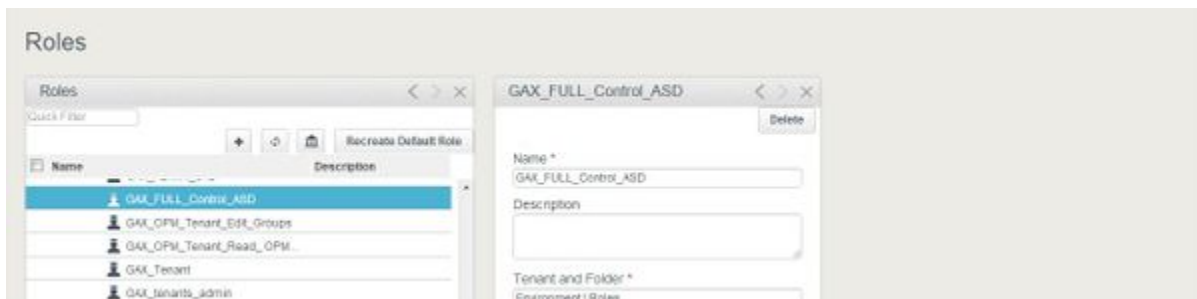 Roles
Roles
Quick Filter
Recreate Default Role
Name Description
GAX_FULL_Control_ASD
GAX_OPM_Tenant_Edit_Groups
GAX_OPM_Tenant_Read_OPM...
GAX_Tenant
GAX_tenants_admin
GAX_FULL_Control_ASD
Delete
Name *
GAX_FULL_Control_ASD
Description
Tenant and Folder *
Environment \ Roles